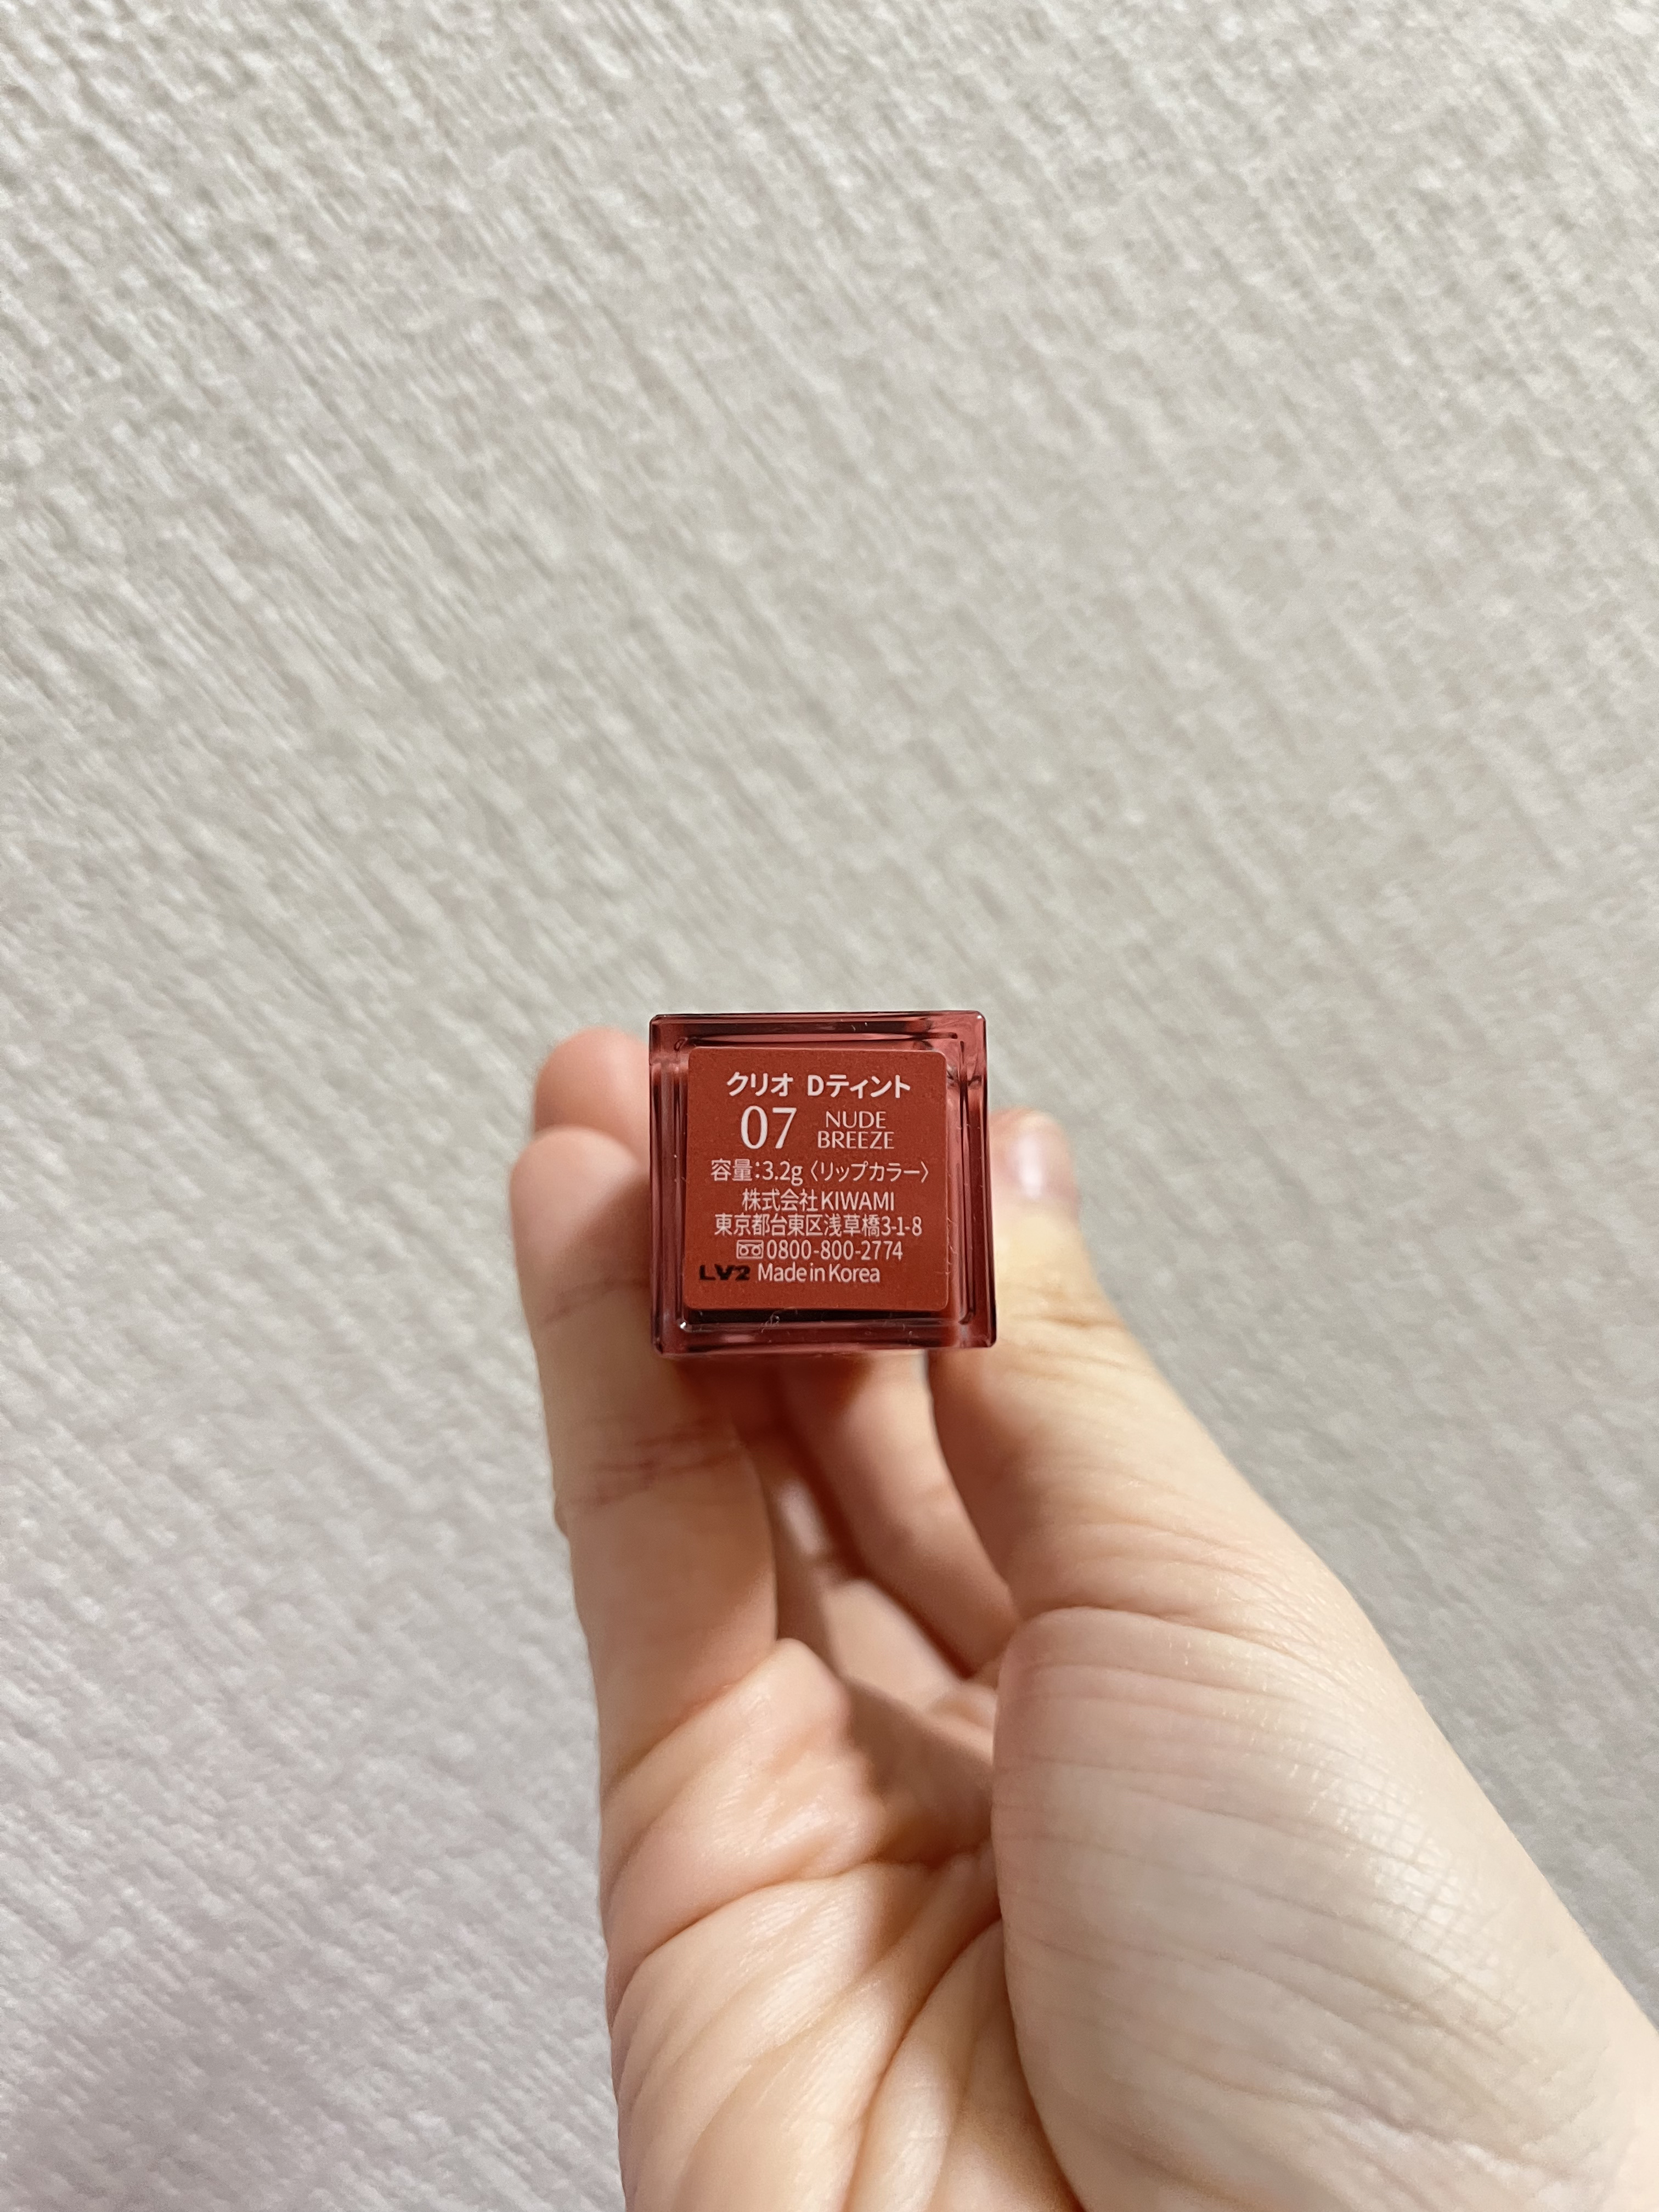 クリオ Dティント
07 NUDE
BREEZE
容量:3.2g〈リップカラー〉
株式会社KIWAMI
東京都台東区浅草橋3-1-8
0800-800-2774
LV2 Made in Korea